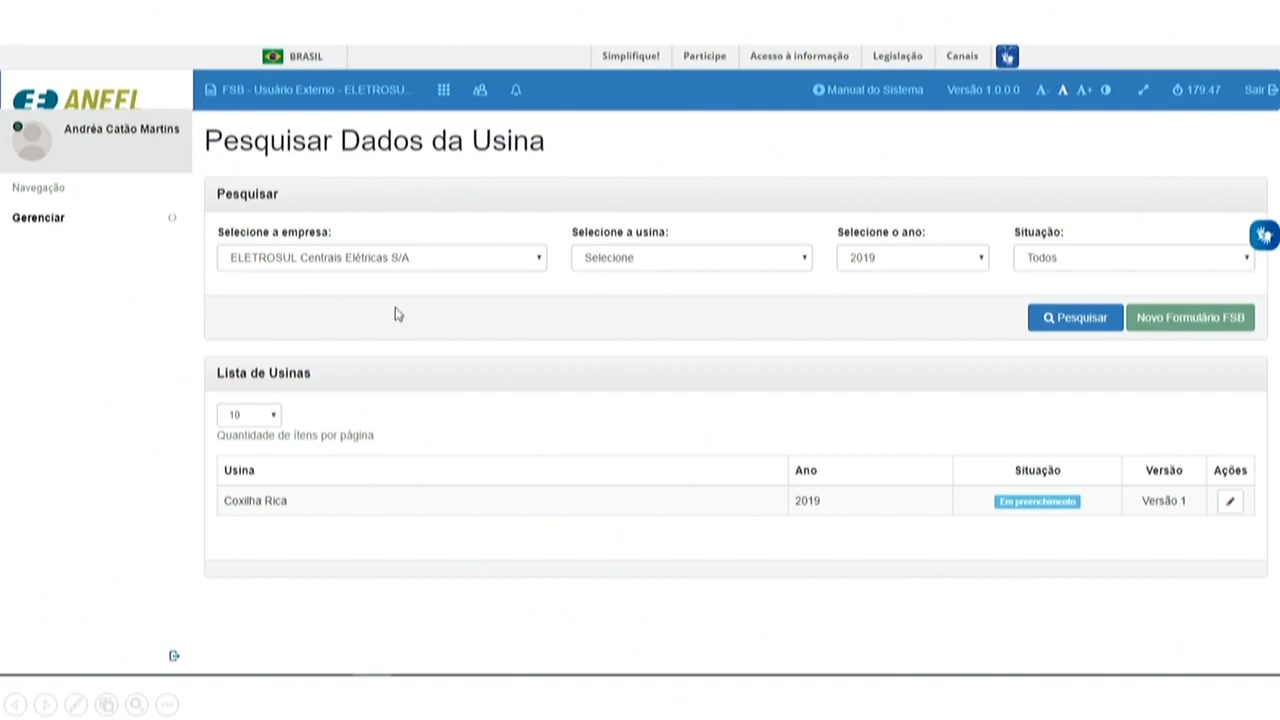 BRASIL Simplifique! Participe Acesso à informação Legislação Canais
FSB - Usuário Externo - ELETROSU... Manual do Sistema Versão 1.0.0.0 A- A A+ 179:47 Sair
ANEEL
Andréa Catão Martins
Navegação
Gerenciar
Pesquisar Dados da Usina
Pesquisar
Selecione a empresa: Selecione a usina: Selecione o ano: Situação:
ELETROSUL Centrais Elétricas S/A Selecione 2019 Todos
Pesquisar Novo Formulário FSB
Lista de Usinas
10
Quantidade de ítens por página
Usina Ano Situação Versão Ações
Coxilha Rica 2019 Em preenchimento Versão 1